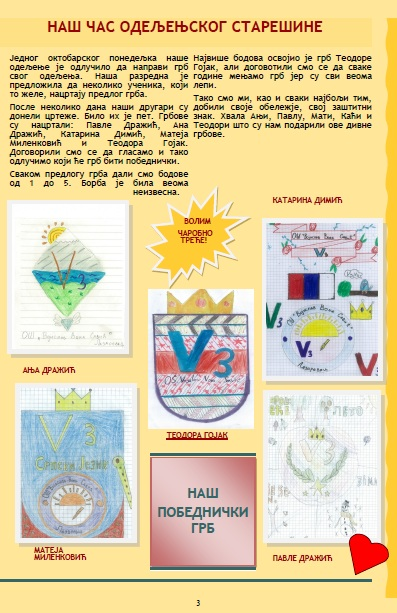 НАШ ЧАС ОДЕЉЕЊСКОГ СТАРЕШИНЕ
Једног октобарског понедељка наше
одељење је одлучило да направи грб
свог одељења. Наша разредна је
предложила да неколико ученика, који
то желе, нацртају предлог грба.
После неколико дана наши другари су
донели цртеже. Било их је пет. Грбове
су нацртали: Павле Дражић, Ана
Дражић, Катарина Димић, Матеја
Миленковић и Теодора Гојак.
Договорили смо се да гласамо и тако
одлучимо који ће грб бити победнички.
Сваком предлогу грба дали смо бодове
од 1 до 5. Борба је била веома
неизвесна.
Највише бодова освојио је грб Теодоре
Гојак, али договотили смо се да сваке
године мењамо грб јер су сви веома
лепи.
Тако смо ми, као и сваки најбољи тим,
добили своје обележје, свој заштитни
знак. Хвала Ањи, Павлу, Мати, Каћи и
Теодори што су нам подарили ове дивне
грбове.
КАТАРИНА ДИМИЋ
ВОЛИМ
ЧАРОБНО
ТРЕЋЕ!
V 3
V3
V3
V
V
АЊА ДРАЖИЋ
ТЕОДОРА ГОЈАК
V 3
V3
НАШ
ПОБЕДНИЧКИ
ГРБ
МАТЕЈА
МИЛЕНКОВИЋ
ПАВЛЕ ДРАЖИЋ
3